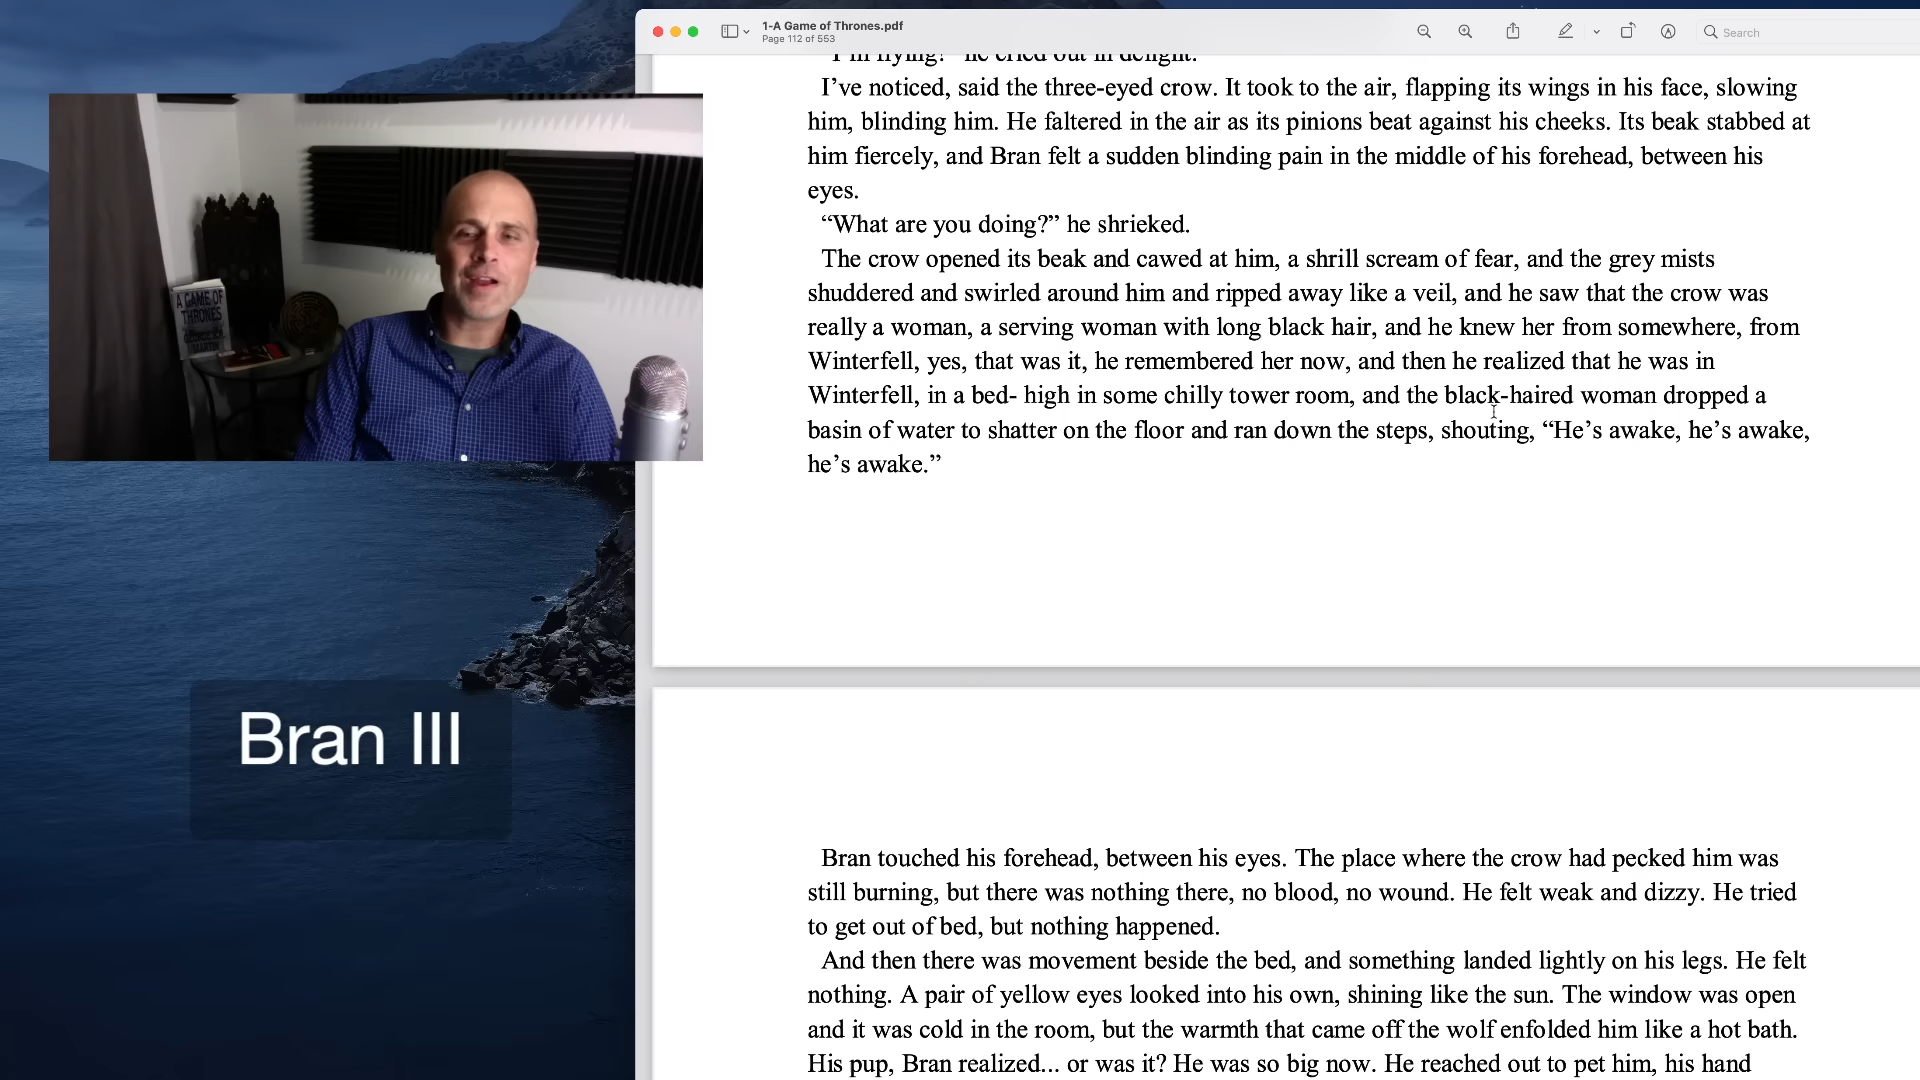 1-A Game of Thrones.pdf
Page 112 of 553
Search
"I'm flying!" he cried out in delight.
I've noticed, said the three-eyed crow. It took to the air, flapping its wings in his face, slowing
him, blinding him. He faltered in the air as its pinions beat against his cheeks. Its beak stabbed at
him fiercely, and Bran felt a sudden blinding pain in the middle of his forehead, between his
eyes.
“What are you doing?” he shrieked.
The crow opened its beak and cawed at him, a shrill scream of fear, and the grey mists
shuddered and swirled around him and ripped away like a veil, and he saw that the crow was
really a woman, a serving woman with long black hair, and he knew her from somewhere, from
Winterfell, yes, that was it, he remembered her now, and then he realized that he was in
Winterfell, in a bed- high in some chilly tower room, and the black-haired woman dropped a
basin of water to shatter on the floor and ran down the steps, shouting, “He’s awake, he’s awake,
he’s awake.”
A GAME OF
THRONES
Bran III
Bran touched his forehead, between his eyes. The place where the crow had pecked him was
still burning, but there was nothing there, no blood, no wound. He felt weak and dizzy. He tried
to get out of bed, but nothing happened.
And then there was movement beside the bed, and something landed lightly on his legs. He felt
nothing. A pair of yellow eyes looked into his own, shining like the sun. The window was open
and it was cold in the room, but the warmth that came off the wolf enfolded him like a hot bath.
His pup, Bran realized... or was it? He was so big now. He reached out to pet him, his hand